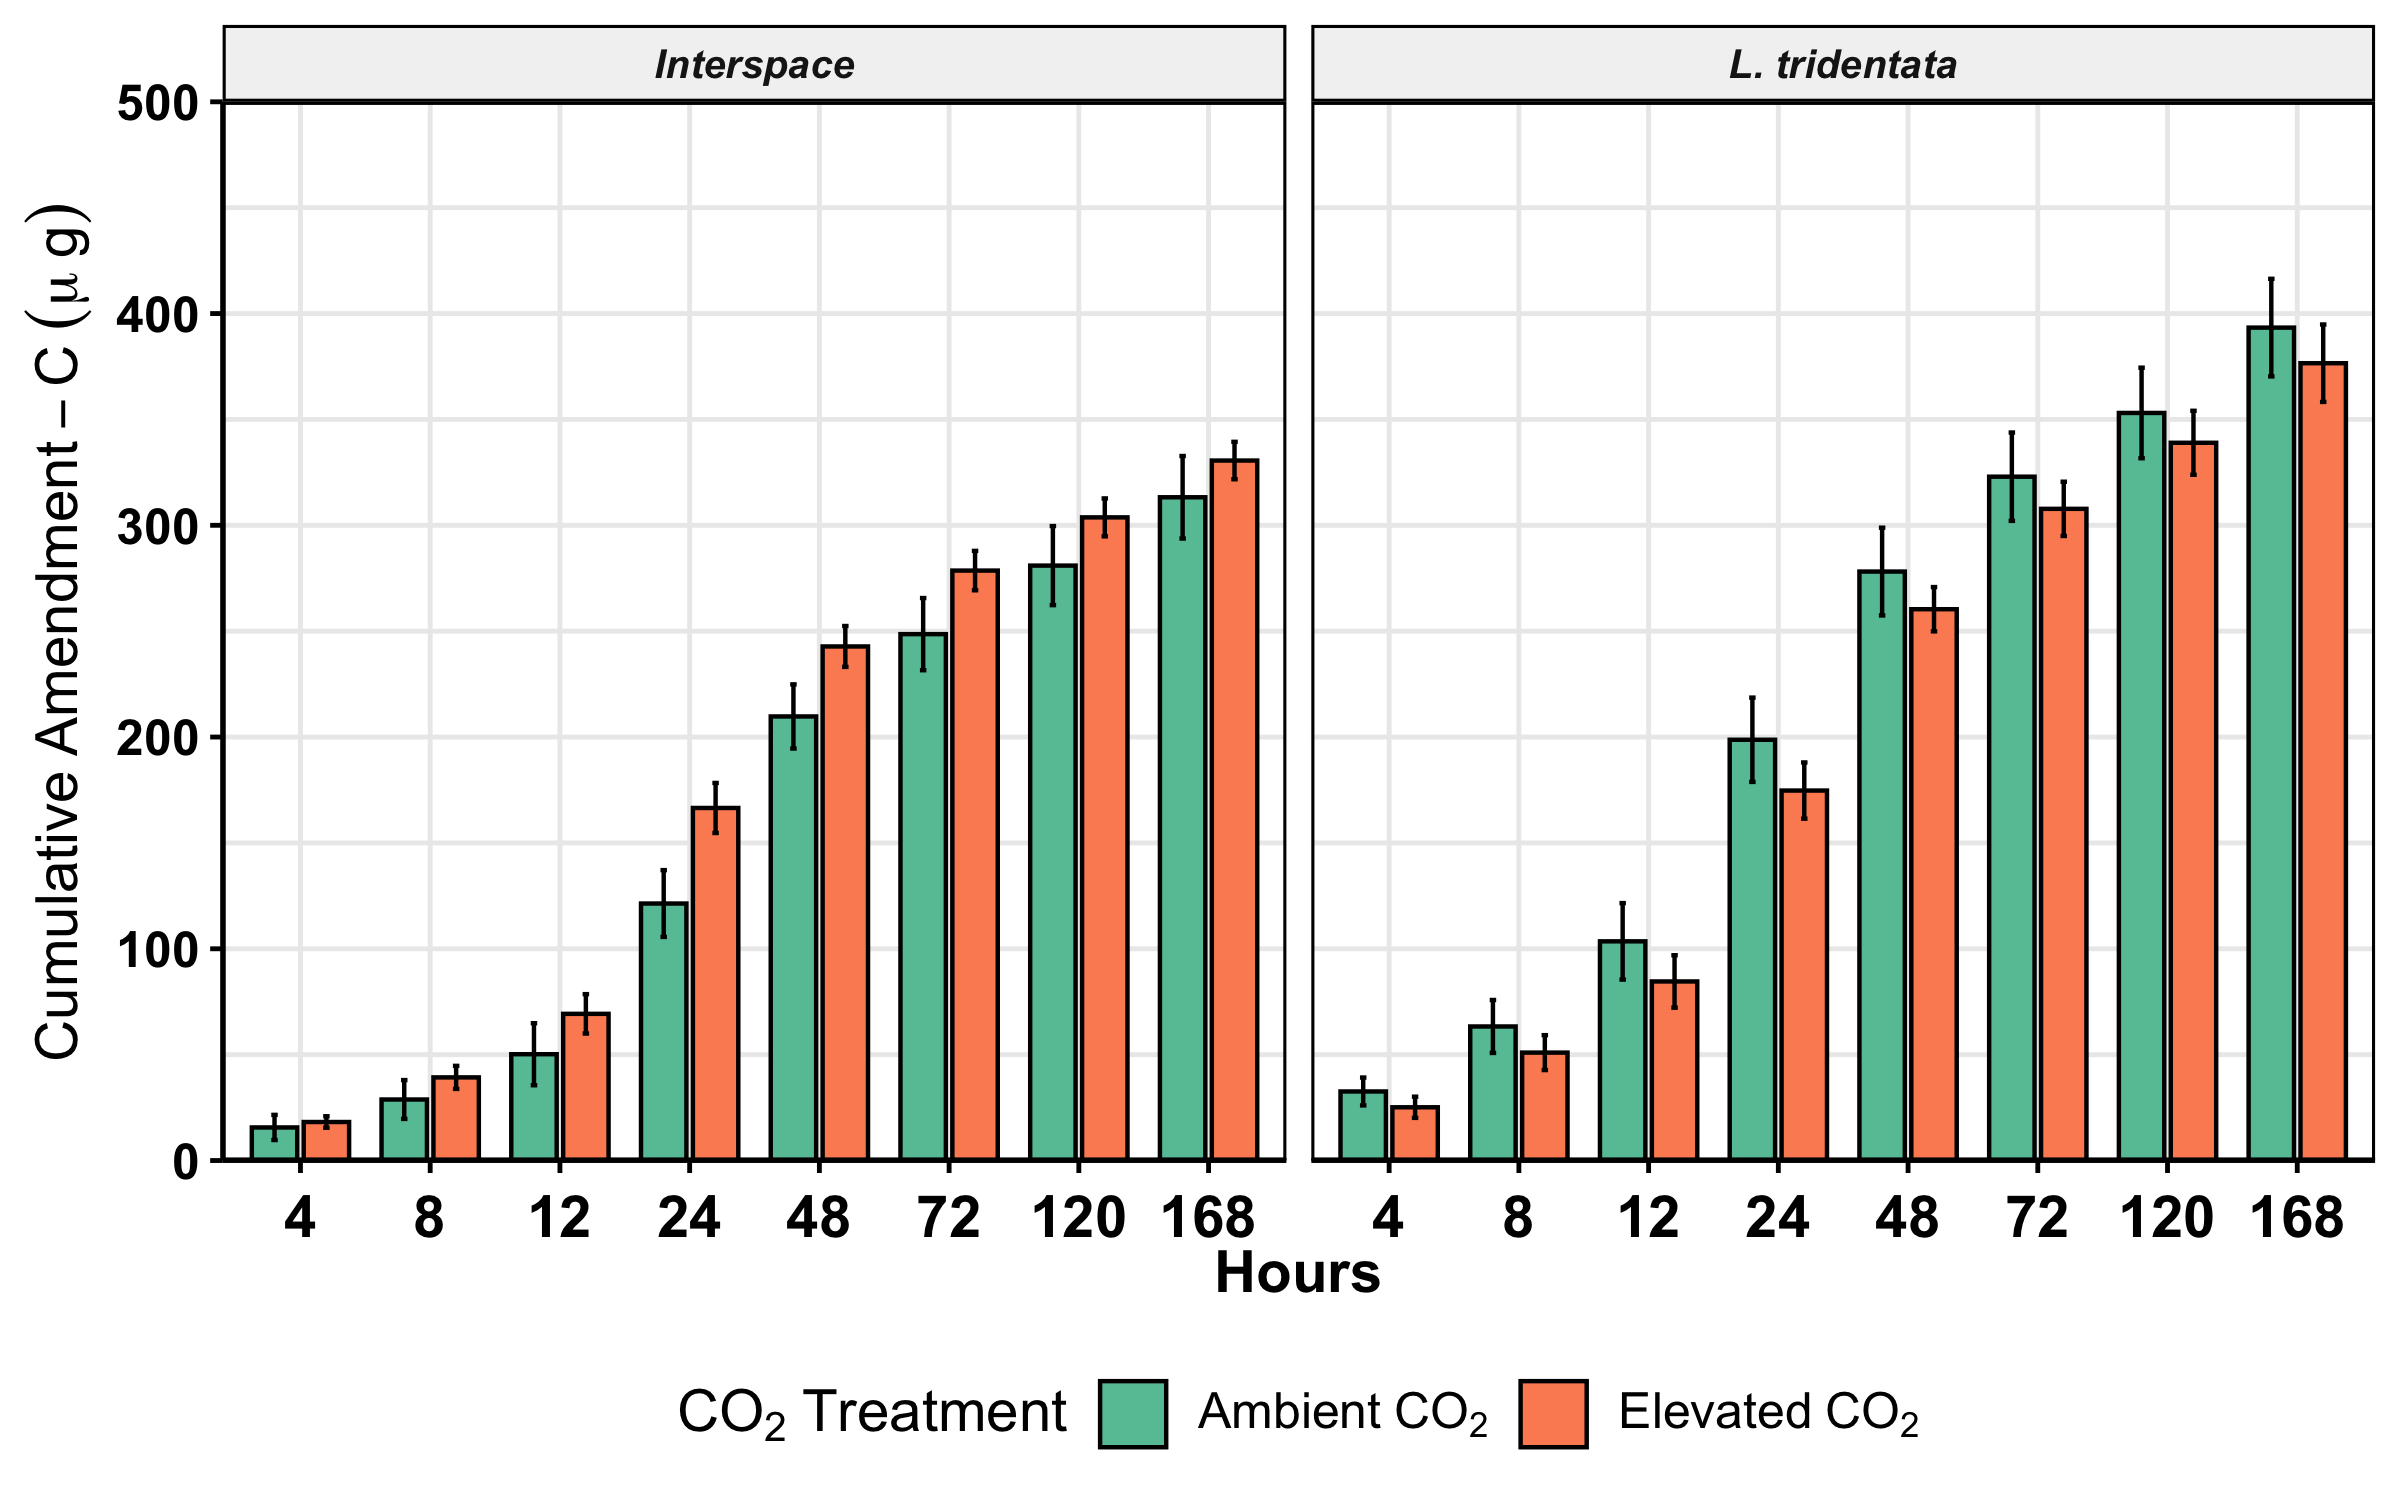 Interspace
L. tridentata
Cumulative Amendment – C (μ g)
500
400
300
200
100
0
4 8 12 24 48 72 120 168
4 8 12 24 48 72 120 168
Hours
CO₂ Treatment Ambient CO₂ Elevated CO₂